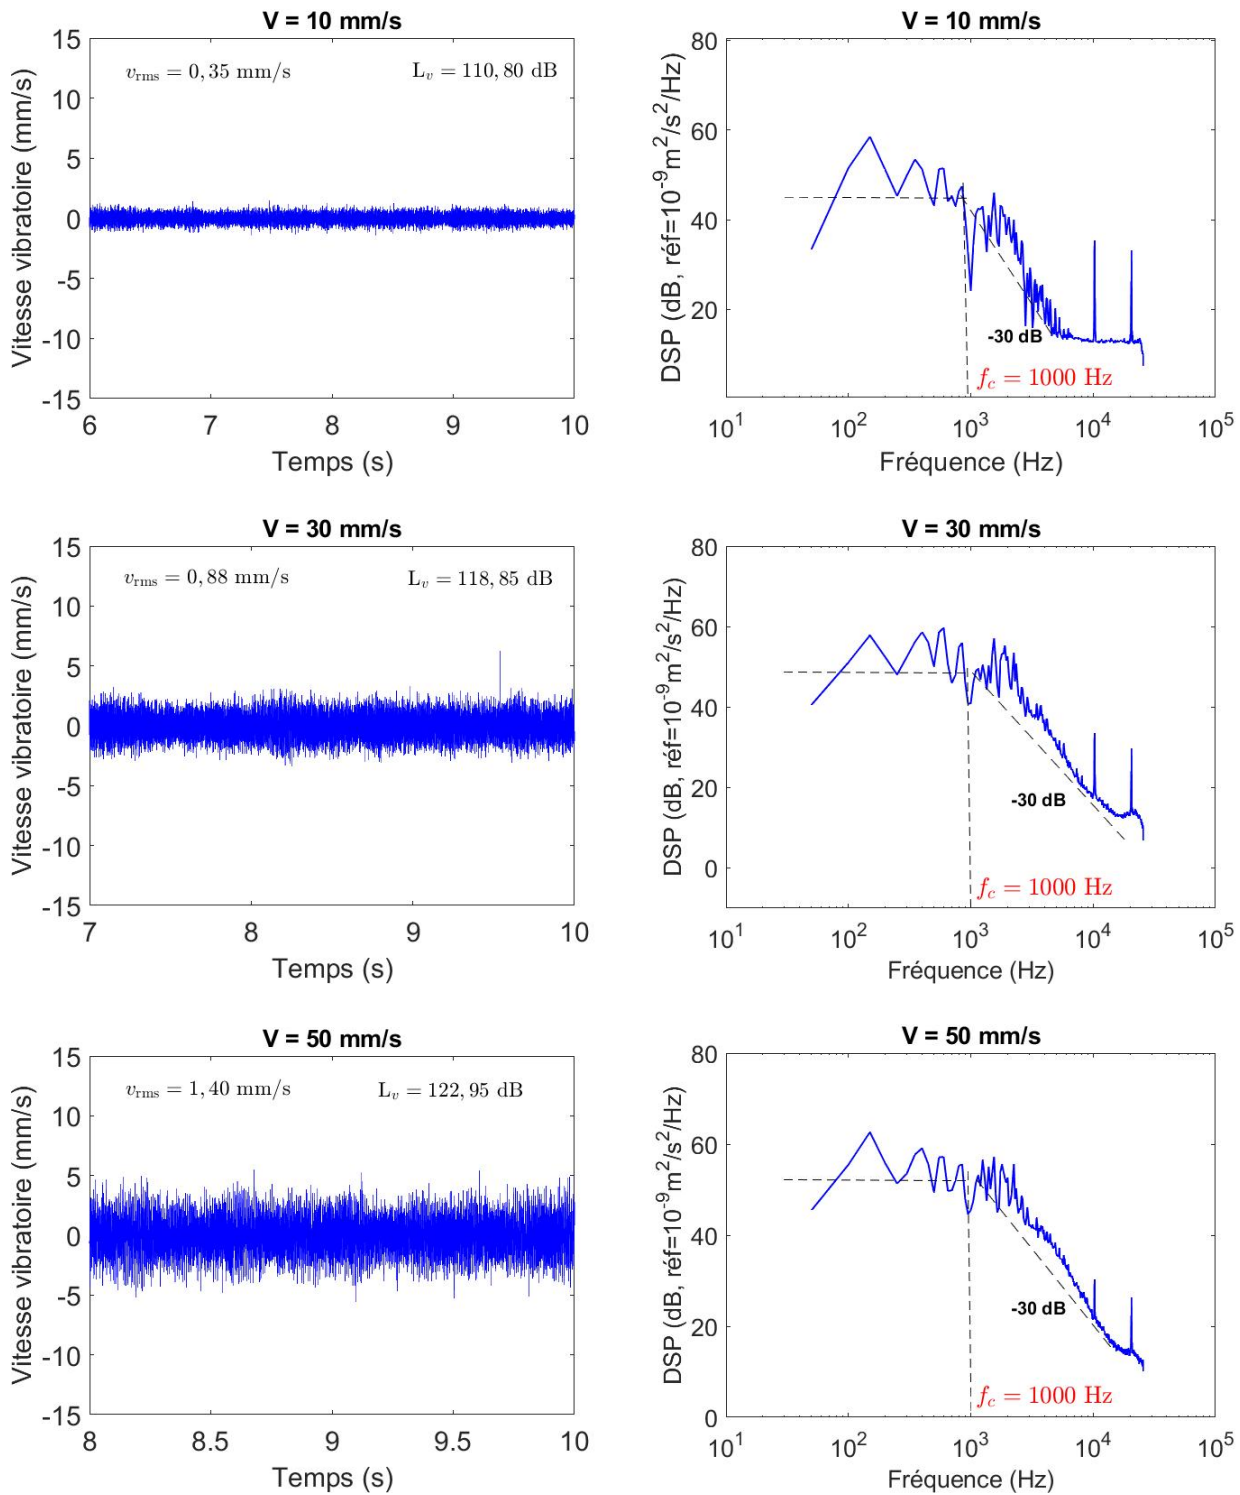 V = 10 mm/s
v_rms = 0, 35 mm/s
L_v = 110, 80 dB
Vitesse vibratoire (mm/s)
15
10
5
0
-5
-10
-15
6
7
8
9
10
Temps (s)
V = 10 mm/s
DSP (dB, réf=10^-9m^2/s^2/Hz)
80
60
40
20
-30 dB
f_c = 1000 Hz
10^1
10^2
10^3
10^4
10^5
Fréquence (Hz)
V = 30 mm/s
v_rms = 0, 88 mm/s
L_v = 118, 85 dB
Vitesse vibratoire (mm/s)
15
10
5
0
-5
-10
-15
7
8
9
10
Temps (s)
V = 30 mm/s
DSP (dB, réf=10^-9m^2/s^2/Hz)
80
60
40
20
0
-30 dB
f_c = 1000 Hz
10^1
10^2
10^3
10^4
10^5
Fréquence (Hz)
V = 50 mm/s
v_rms = 1, 40 mm/s
L_v = 122, 95 dB
Vitesse vibratoire (mm/s)
15
10
5
0
-5
-10
-15
8
8.5
9
9.5
10
Temps (s)
V = 50 mm/s
DSP (dB, réf=10^-9m^2/s^2/Hz)
80
60
40
20
0
-30 dB
f_c = 1000 Hz
10^1
10^2
10^3
10^4
10^5
Fréquence (Hz)